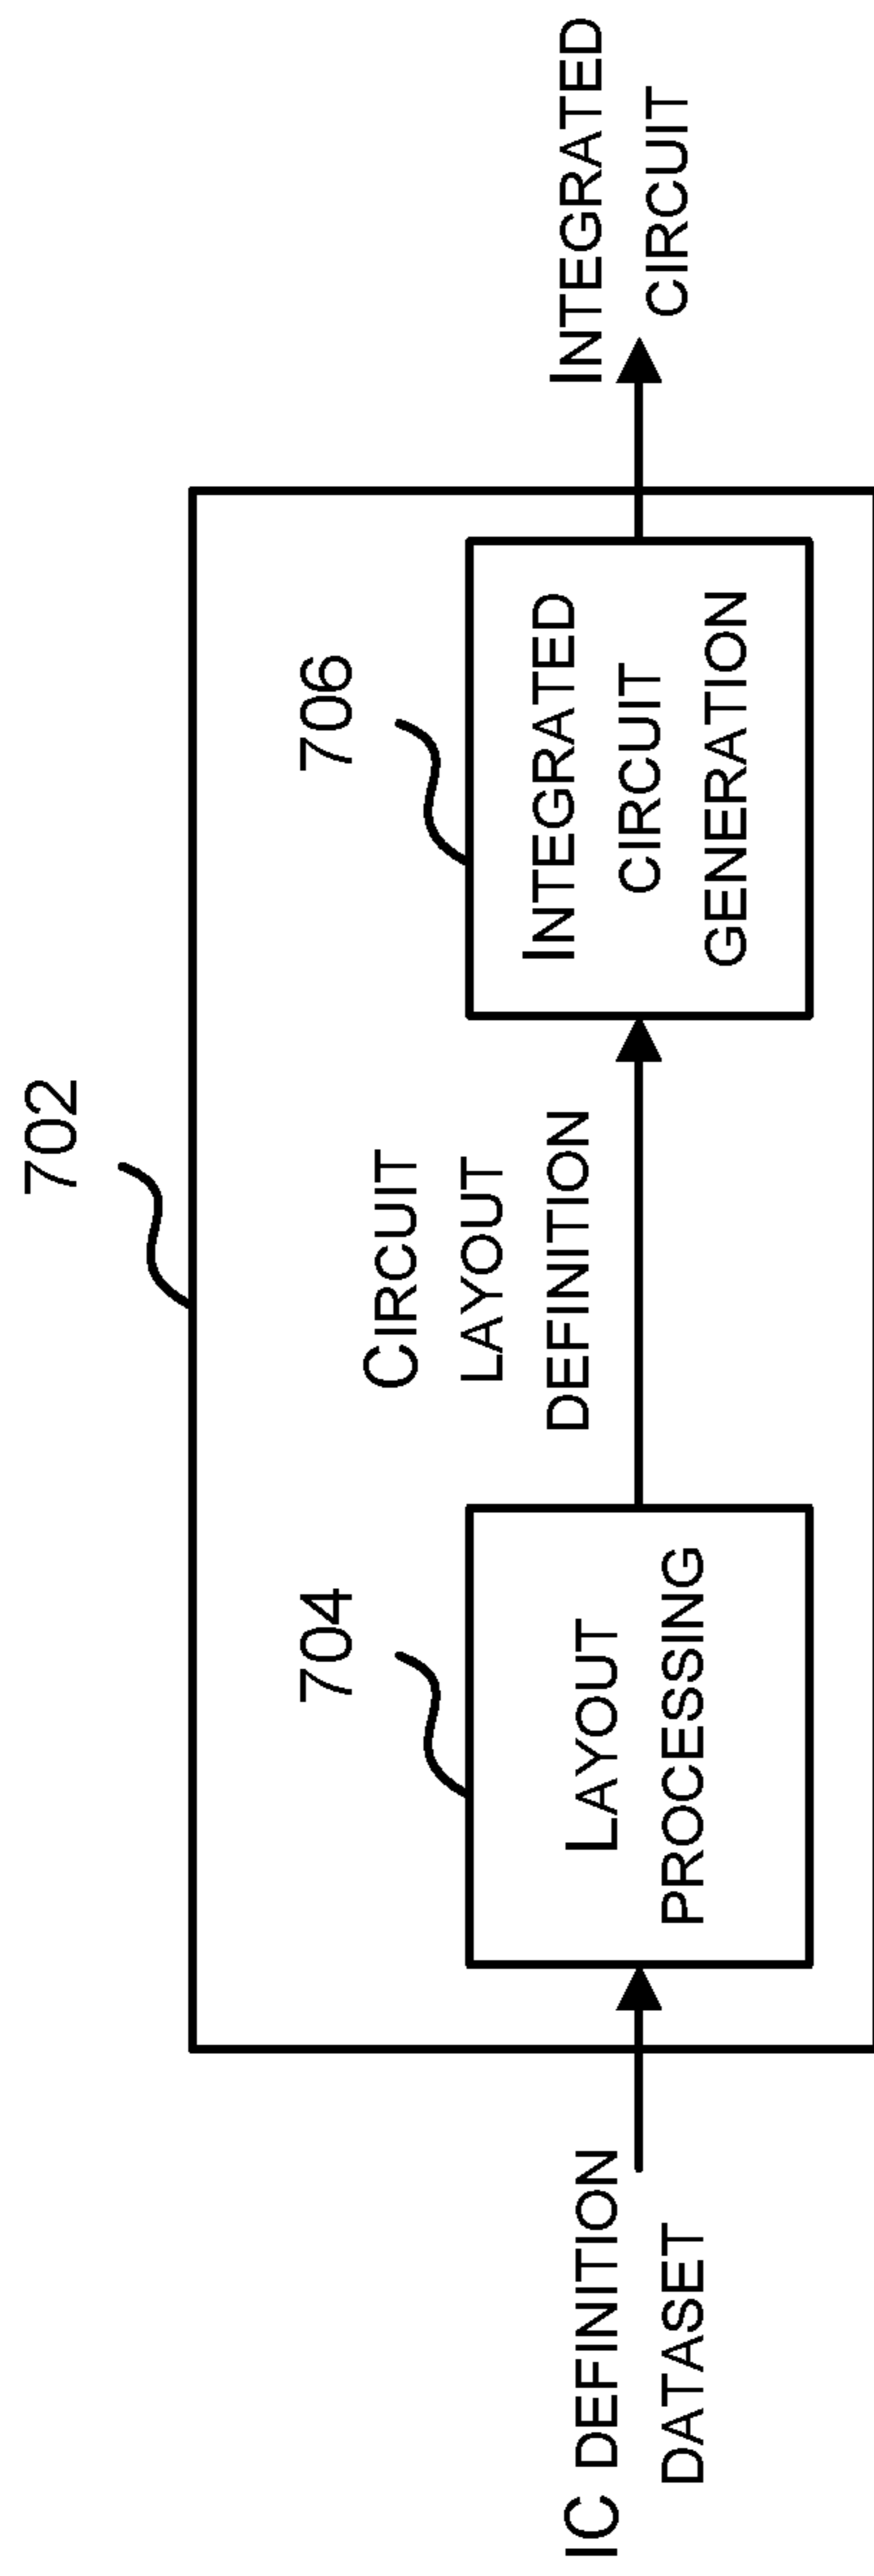 702
704
706
IC DEFINITION
DATASET
LAYOUT
PROCESSING
CIRCUIT
LAYOUT
DEFINITION
INTEGRATED
CIRCUIT
GENERATION
INTEGRATED
CIRCUIT